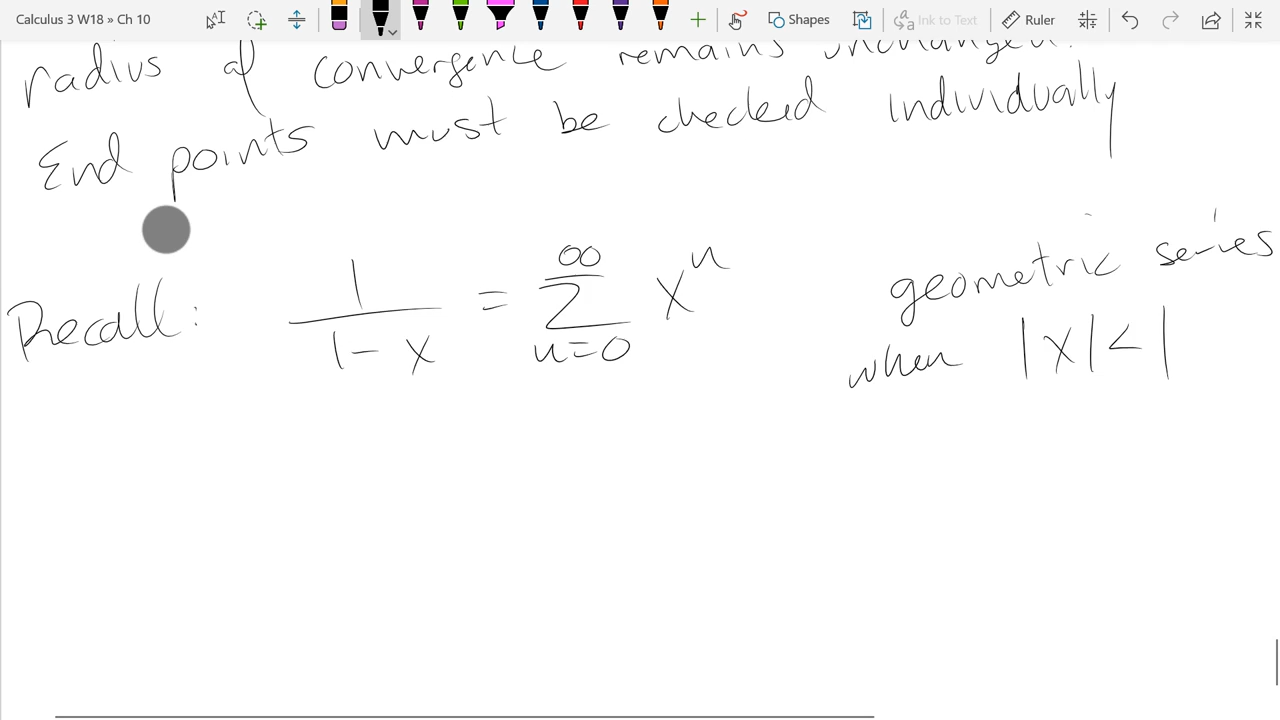 Calculus 3 W18 » Ch 10
Shapes
Ink to Text
Ruler
radius of convergence remains unchanged.
End points must be checked individually
Recall: 1/(1-x) = ∑_{n=0}^{∞} x^n geometric series
when |x|<1